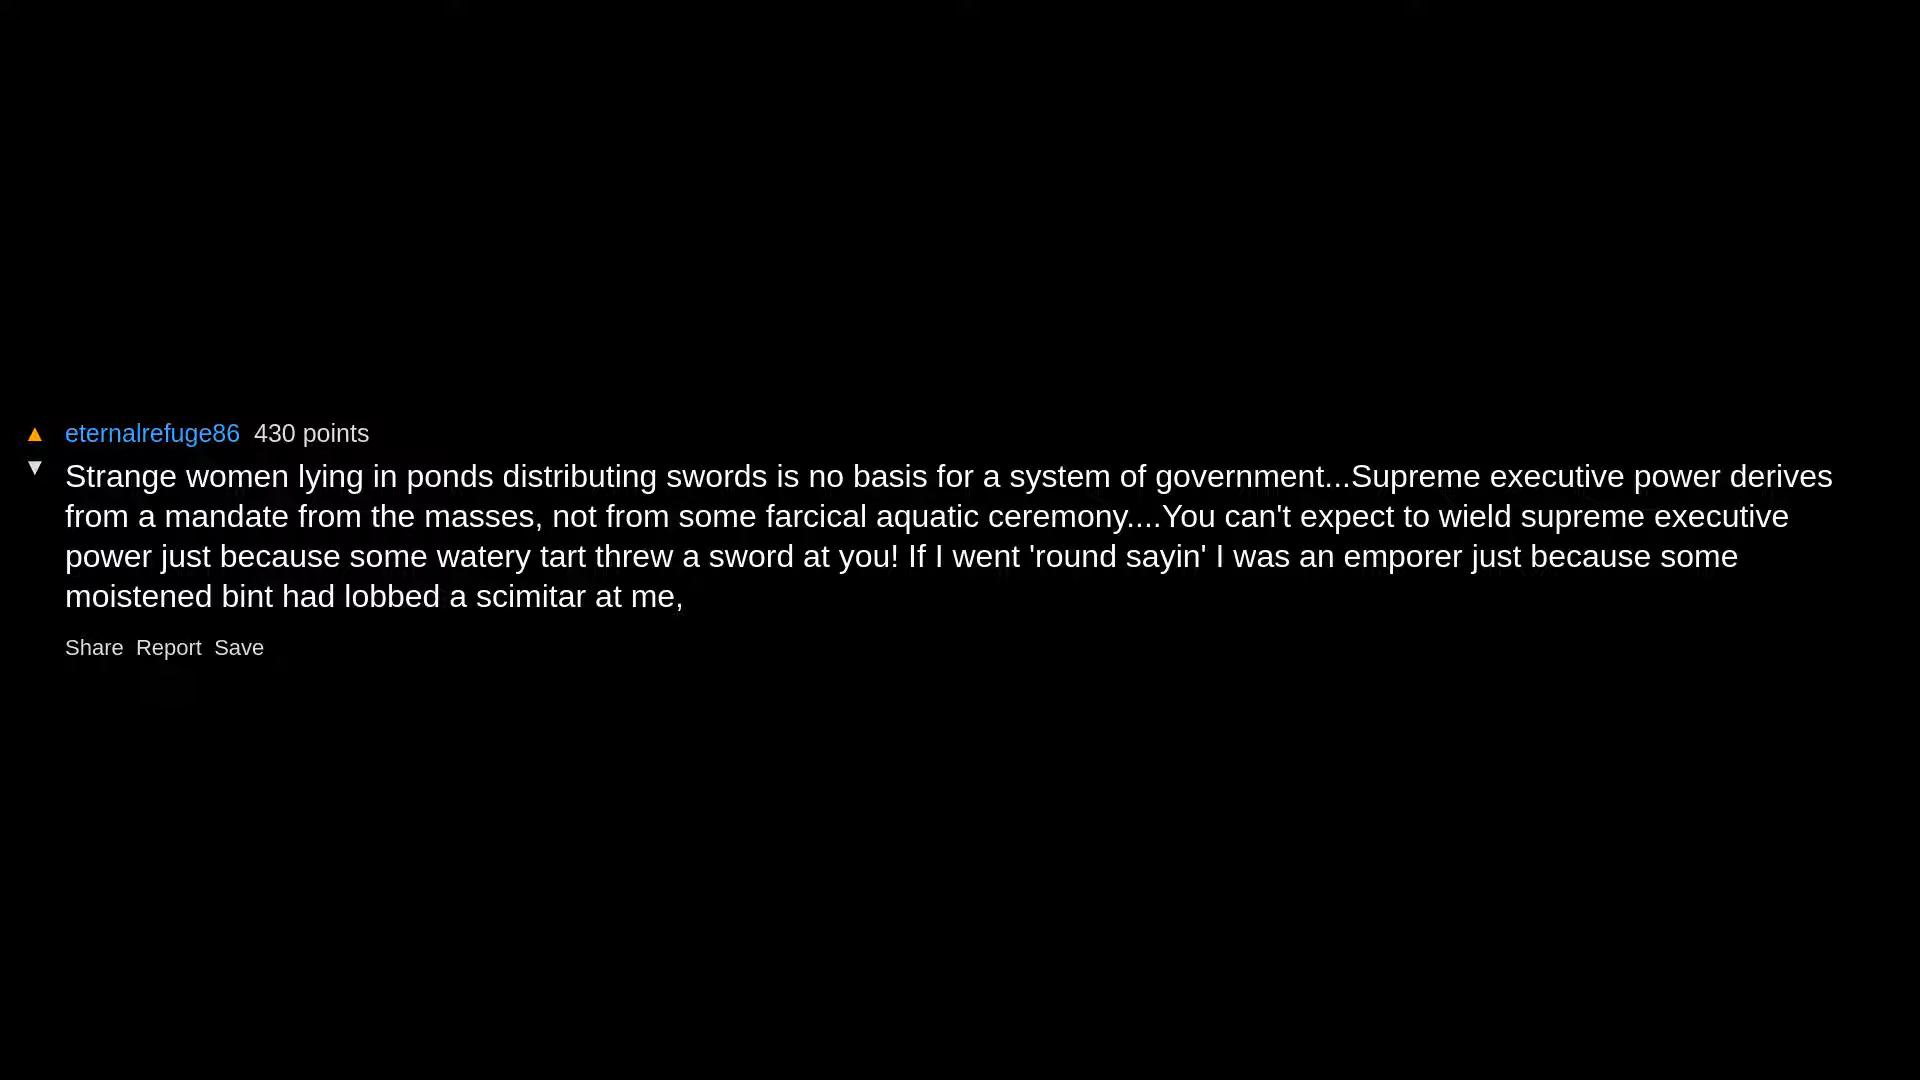 ▲ eternalrefuge86 430 points
▼ Strange women lying in ponds distributing swords is no basis for a system of government...Supreme executive power derives
from a mandate from the masses, not from some farcical aquatic ceremony....You can't expect to wield supreme executive
power just because some watery tart threw a sword at you! If I went 'round sayin' I was an emporer just because some
moistened bint had lobbed a scimitar at me,
Share Report Save